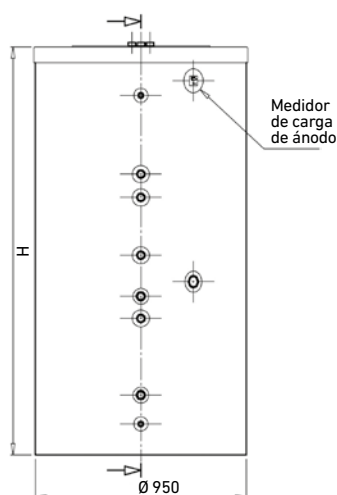 Medidor
de carga
de ánodo
H
Ø 950